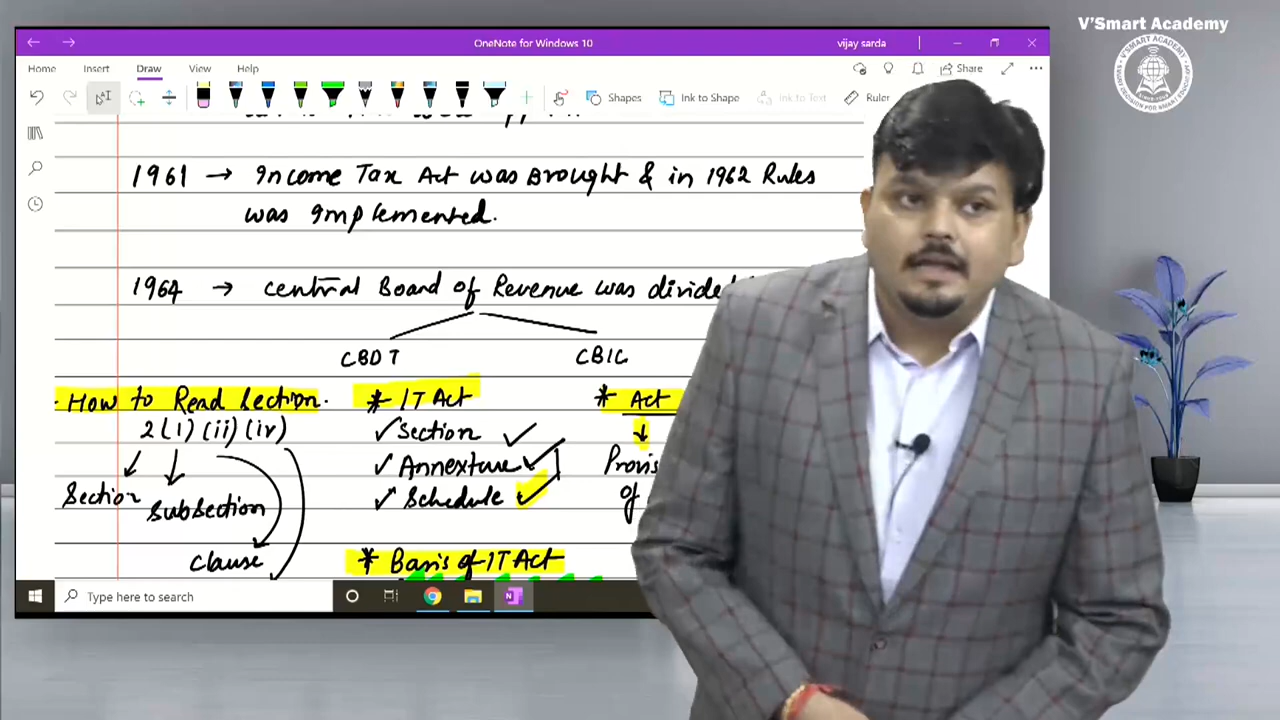 V'Smart Academy
OneNote for Windows 10
vijay sarda
Home Insert Draw View Help
Share
Shapes Ink to Shape Ink to Text Ruler
1961 → Income Tax Act was Brought & in 1962 Rules
was Implemented.
1964 → Central Board of Revenue was divided
CBDT CBIC
How to Read Section. * IT Act * Act
2 (1) (ii) (iv) ✓ Section ✓
✓ Annexture ✓ Provis
Section Subsection ✓ Schedule ✓ of
Clause * Basis of IT Act
Type here to search